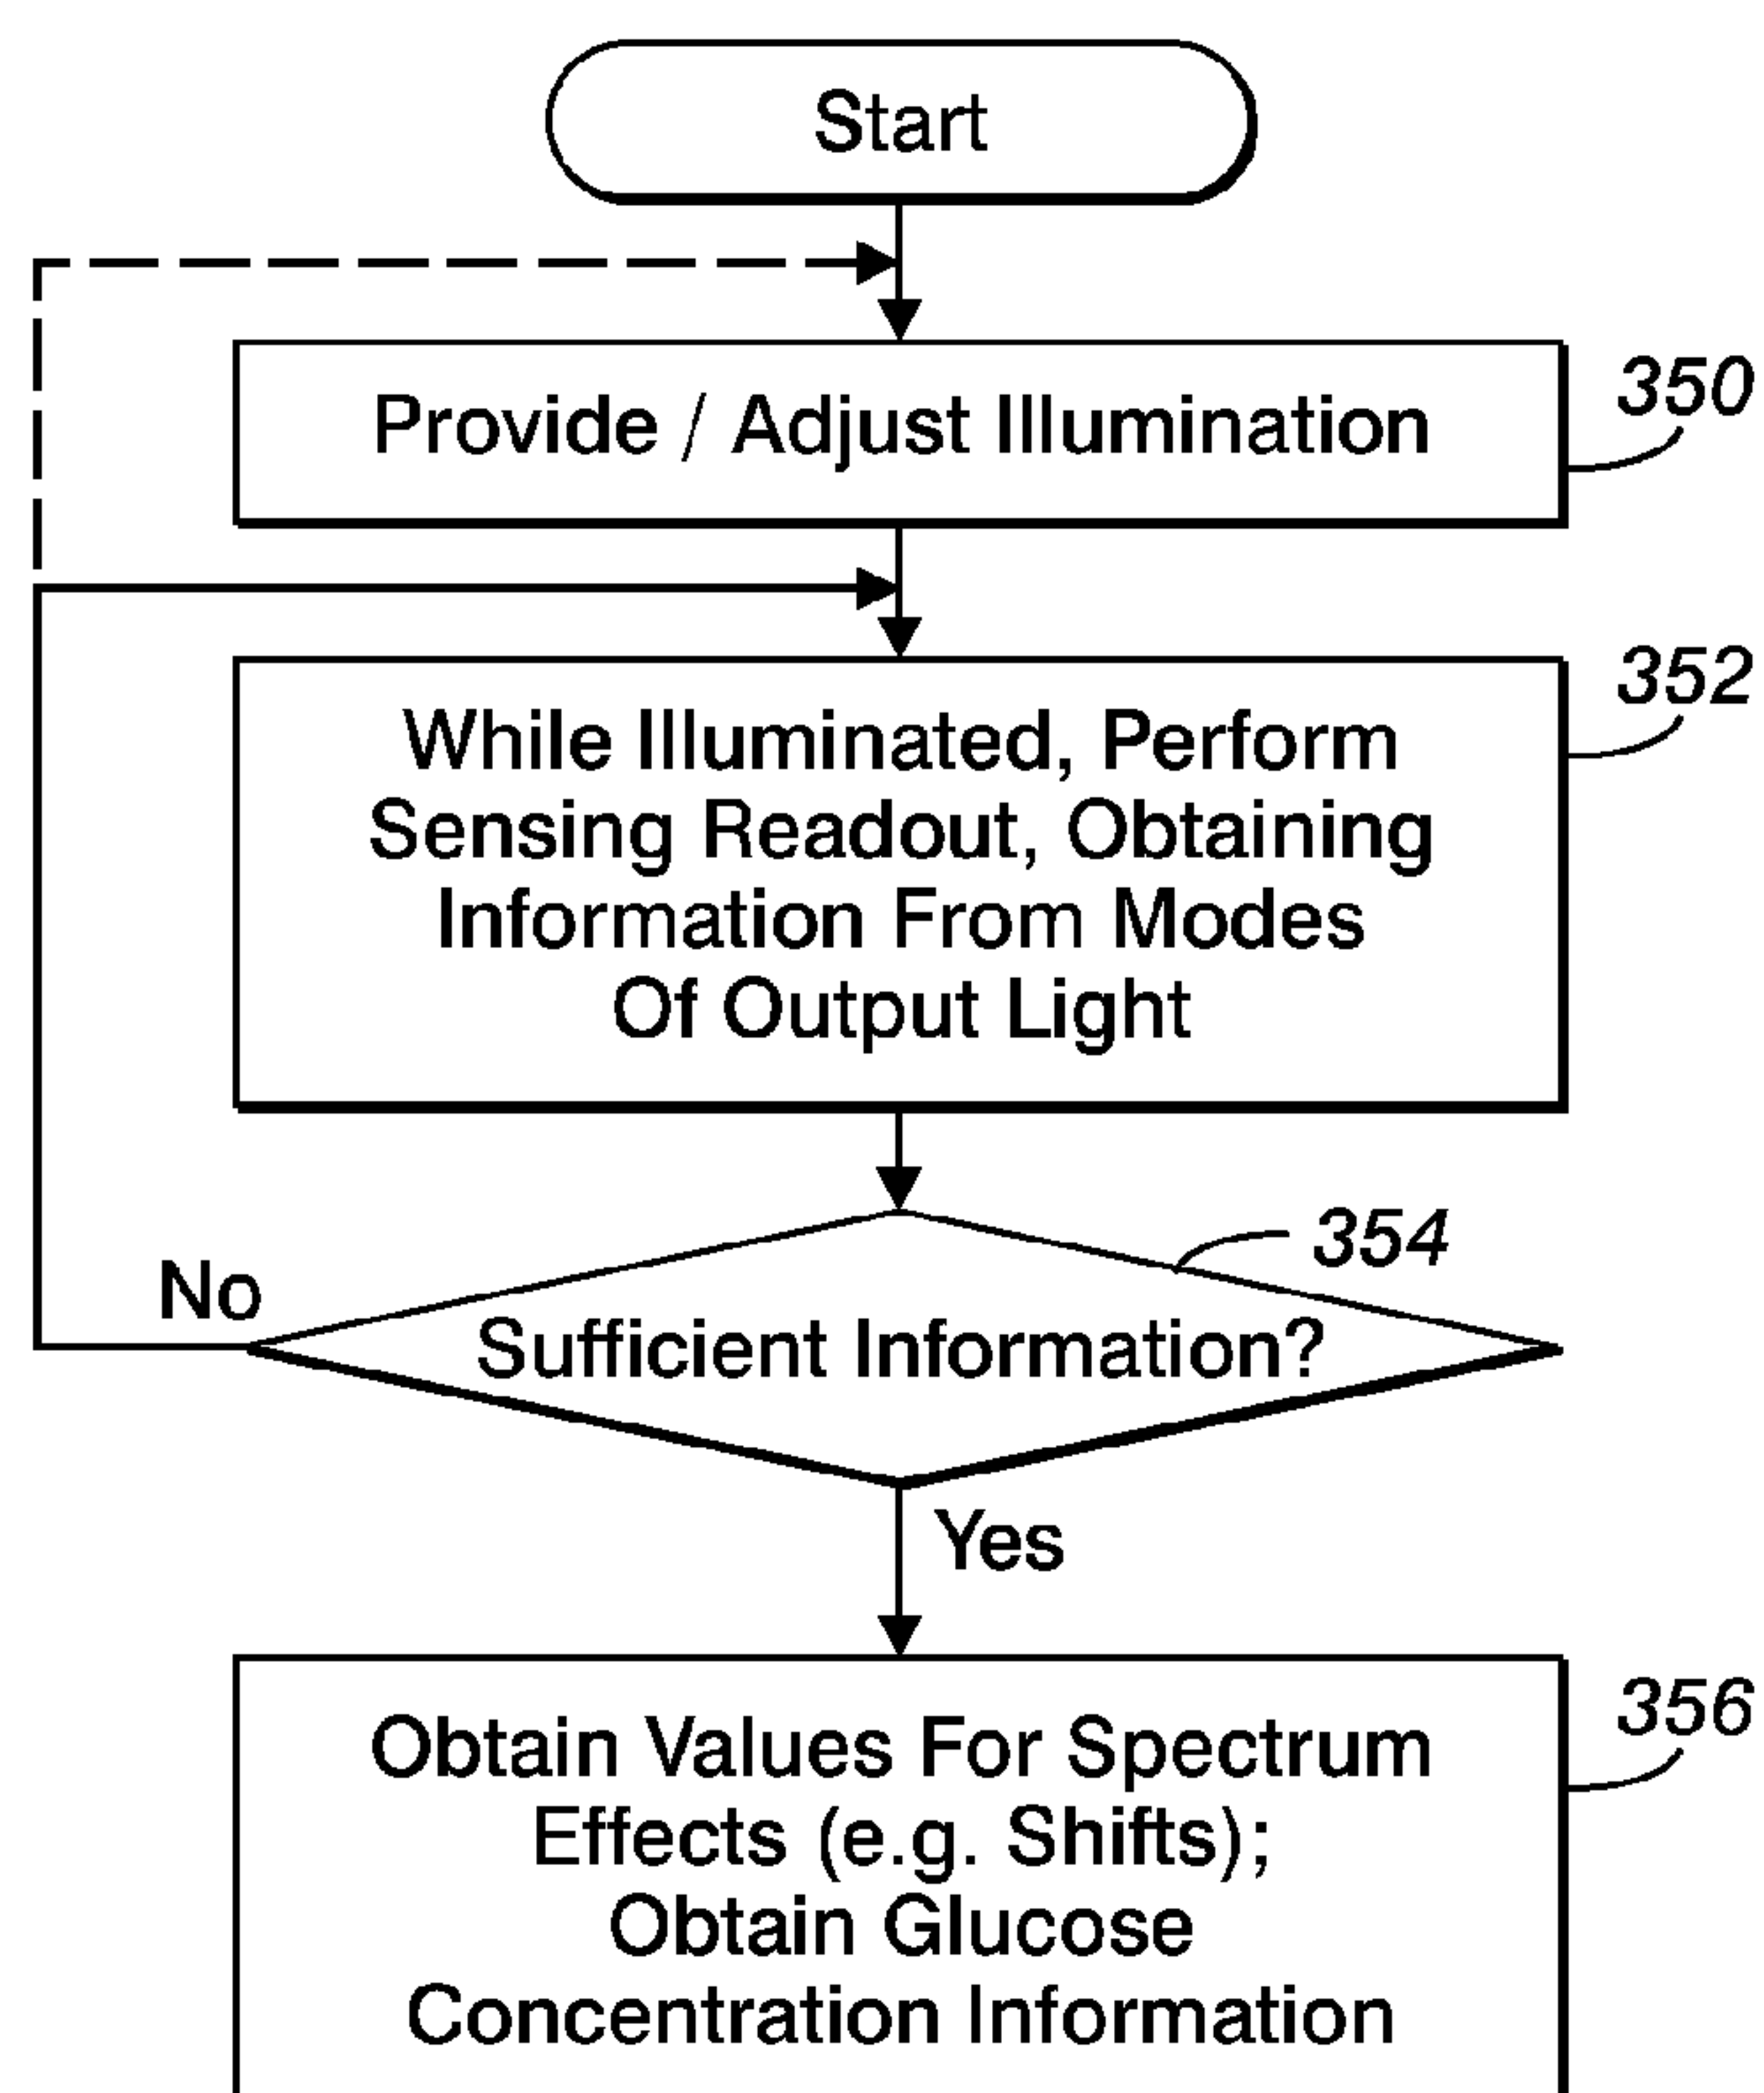 Start
Provide / Adjust Illumination
350
While Illuminated, Perform
Sensing Readout, Obtaining
Information From Modes
Of Output Light
352
354
No
Sufficient Information?
Yes
Obtain Values For Spectrum
Effects (e.g. Shifts);
Obtain Glucose
Concentration Information
356